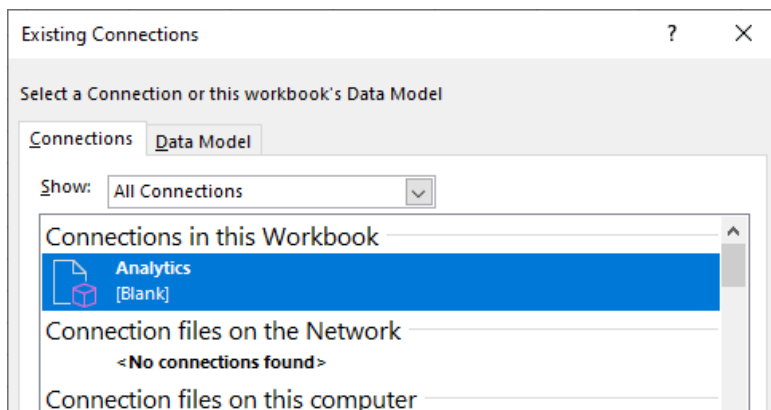 Existing Connections ?
Select a Connection or this workbook's Data Model
Connections Data Model
Show: All Connections
Connections in this Workbook
Analytics
[Blank]
Connection files on the Network
<No connections found>
Connection files on this computer